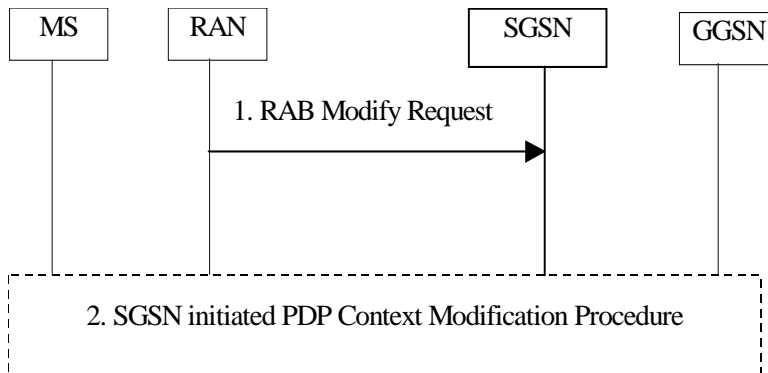 MS RAN SGSN GGSN
1. RAB Modify Request
2. SGSN initiated PDP Context Modification Procedure